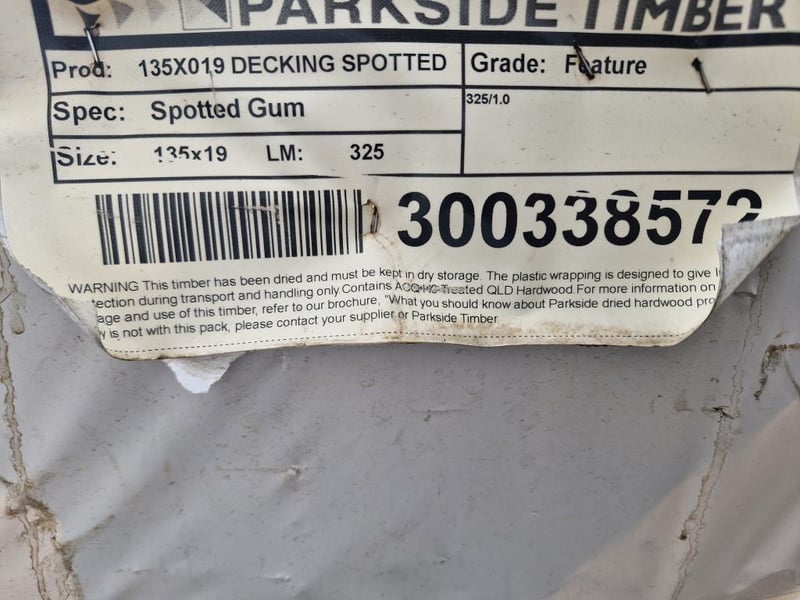 PARKSIDE TIMBER
Prod: 135X019 DECKING SPOTTED
Grade: Feature
Spec: Spotted Gum
325/1.0
Size: 135x19 LM: 325
300338572
WARNING This timber has been dried and must be kept in dry storage. The plastic wrapping is designed to give
tection during transport and handling only.Contains Treated QLD Hardwood.For more information on
age and use of this timber, refer to our brochure, "What you should know about Parkside dried hardwood pro
y is not with this pack, please contact your supplier or Parkside Timber